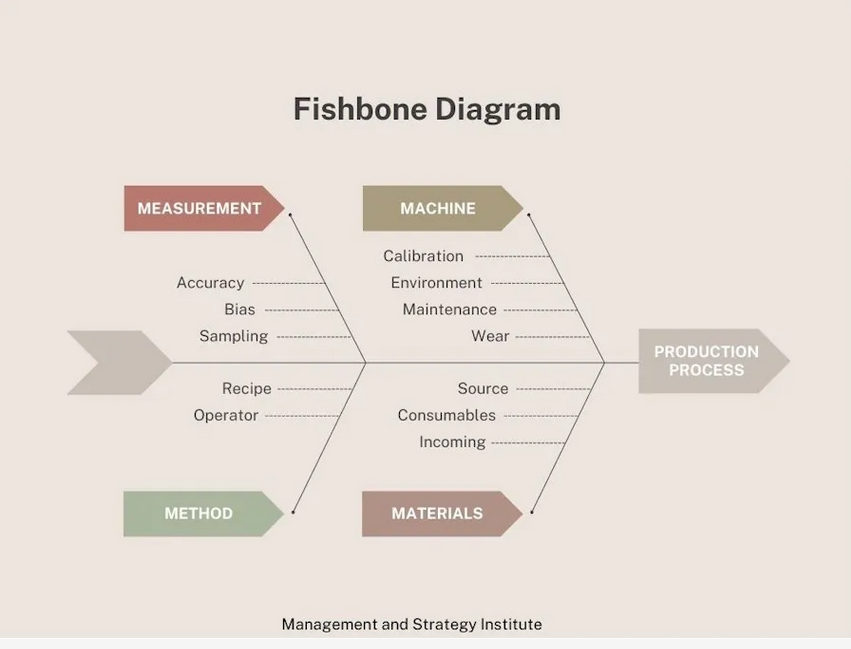 Fishbone Diagram
MEASUREMENT
MACHINE
Calibration
Environment
Maintenance
Wear
Accuracy
Bias
Sampling
PRODUCTION
PROCESS
Recipe
Operator
Source
Consumables
Incoming
METHOD
MATERIALS
Management and Strategy Institute